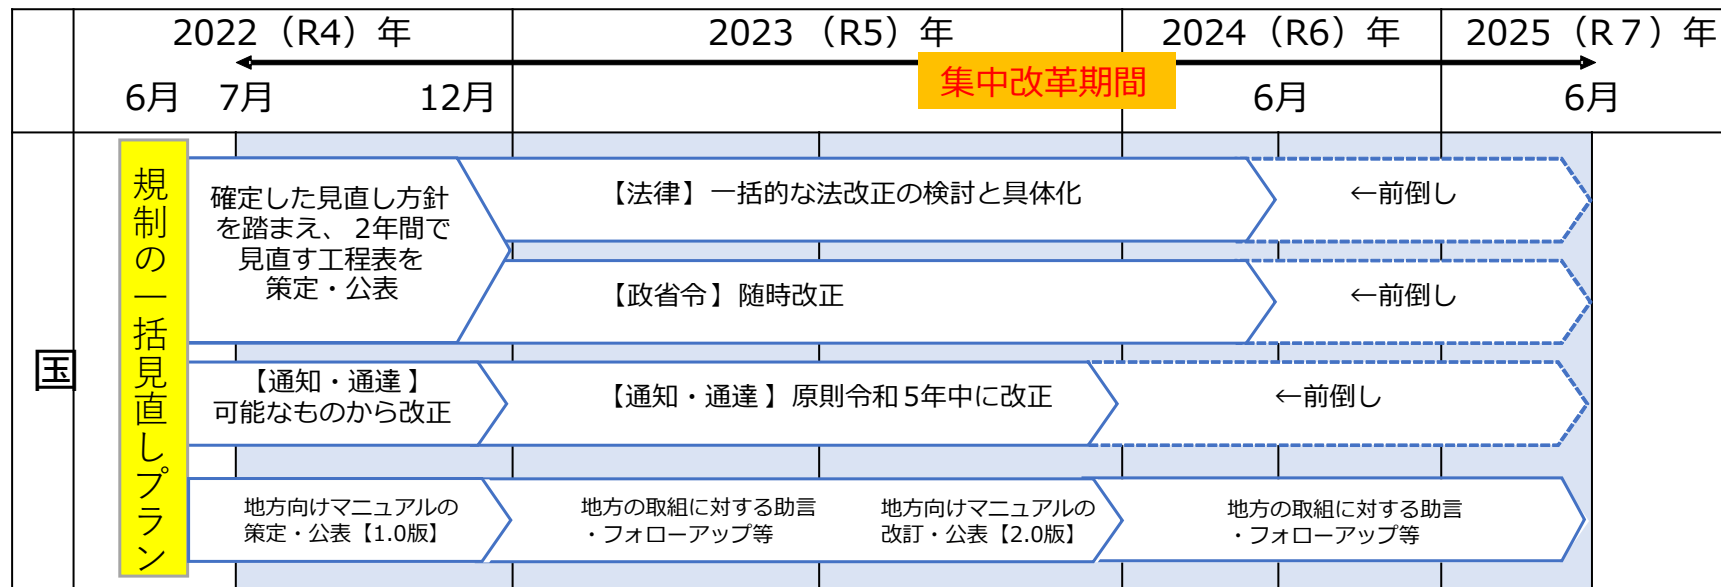 2022（R4）年
2023（R5）年
2024（R6）年
2025（R７）年
集中改革期間
6月
7月
12月
6月
6月
国
規制の一括見直しプラン
確定した見直し方針
を踏まえ、2年間で
見直す工程表を
策定・公表
【法律】一括的な法改正の検討と具体化
←前倒し
【政省令】随時改正
←前倒し
【通知・通達】
可能なものから改正
【通知・通達】原則令和5年中に改正
←前倒し
地方向けマニュアルの
策定・公表【1.0版】
地方の取組に対する助言
・フォローアップ等
地方向けマニュアルの
改訂・公表【2.0版】
地方の取組に対する助言
・フォローアップ等